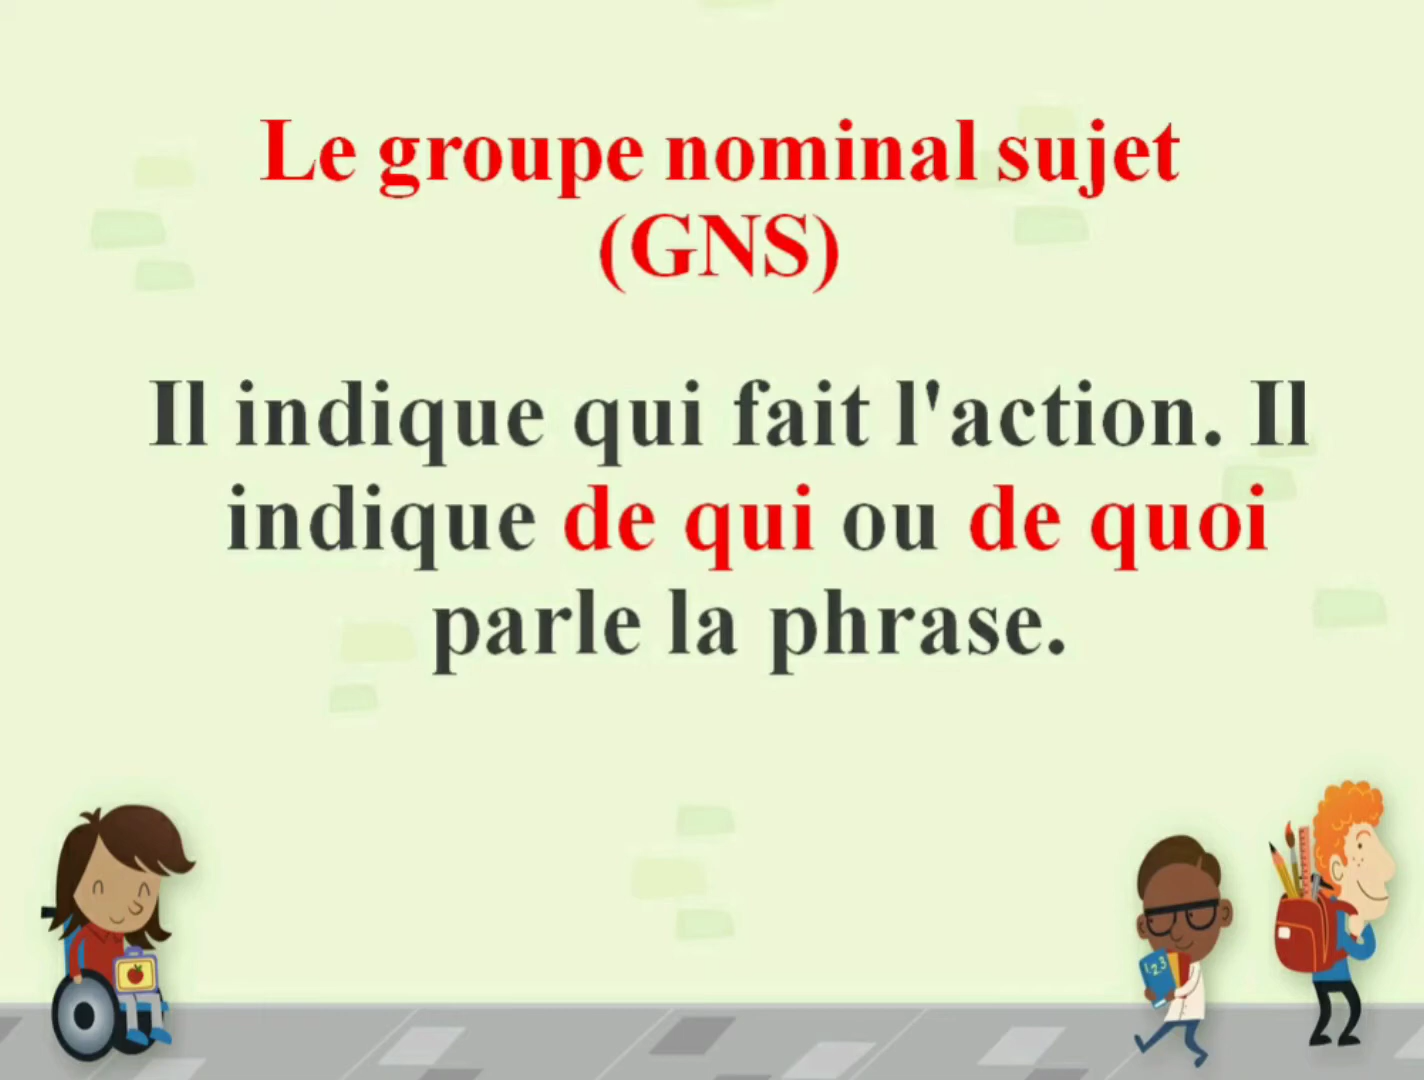 Le groupe nominal sujet
(GNS)
Il indique qui fait l'action. Il
indique de qui ou de quoi
parle la phrase.
123